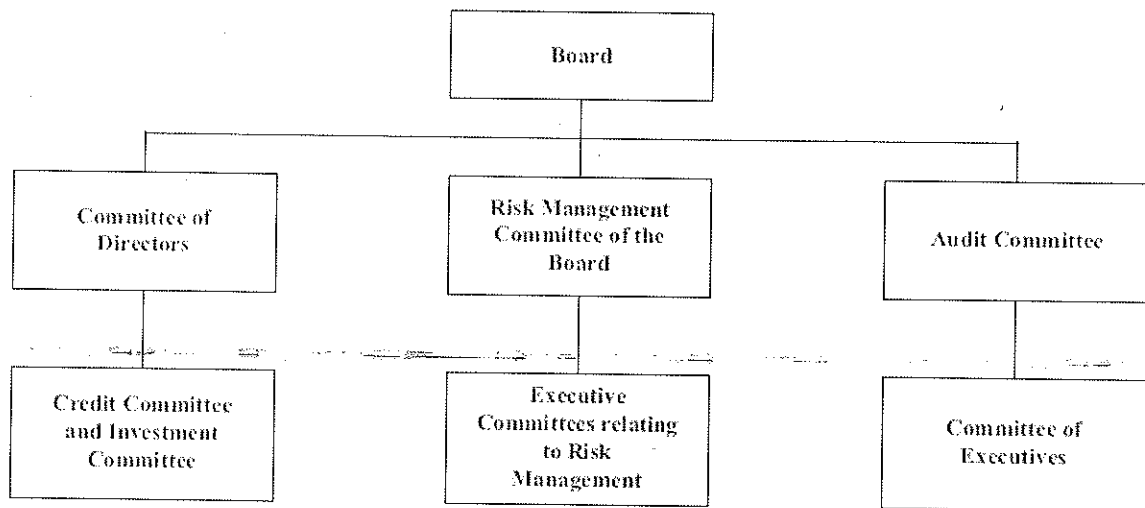 Board
Committee of
Directors
Risk Management
Committee of the
Board
Audit Committee
Credit Committee
and Investment
Committee
Executive
Committees relating
to Risk
Management
Committee of
Executives